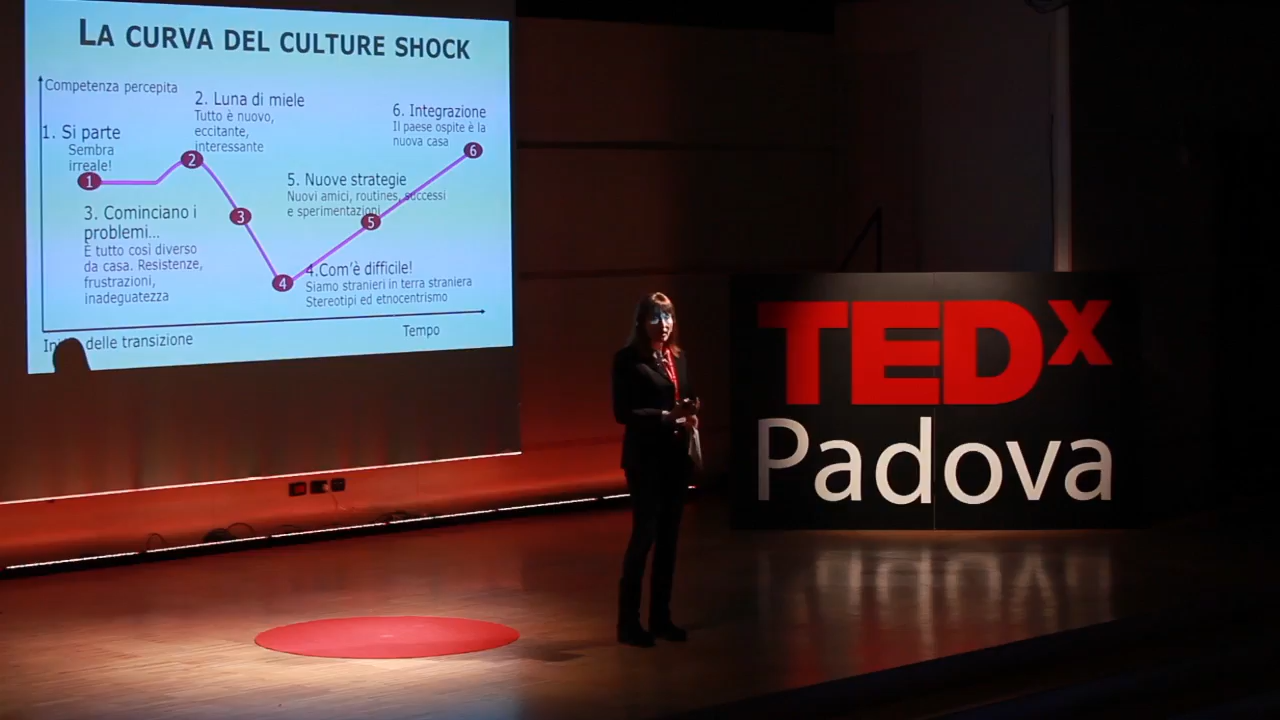 LA CURVA DEL CULTURE SHOCK
Competenza percepita
1. Si parte
Sembra
irreale!
2. Luna di miele
Tutto è nuovo,
eccitante,
interessante
6. Integrazione
Il paese ospite è la
nuova casa
1
2
3
4
5
6
3. Cominciano i
problemi...
È tutto così diverso
da casa. Resistenze,
frustrazioni,
inadeguatezza
5. Nuove strategie
Nuovi amici, routines, successi
e sperimentazioni
4.Com'è difficile!
Siamo stranieri in terra straniera
Stereotipi ed etnocentrismo
Tempo
delle transizione
TEDx
Padova